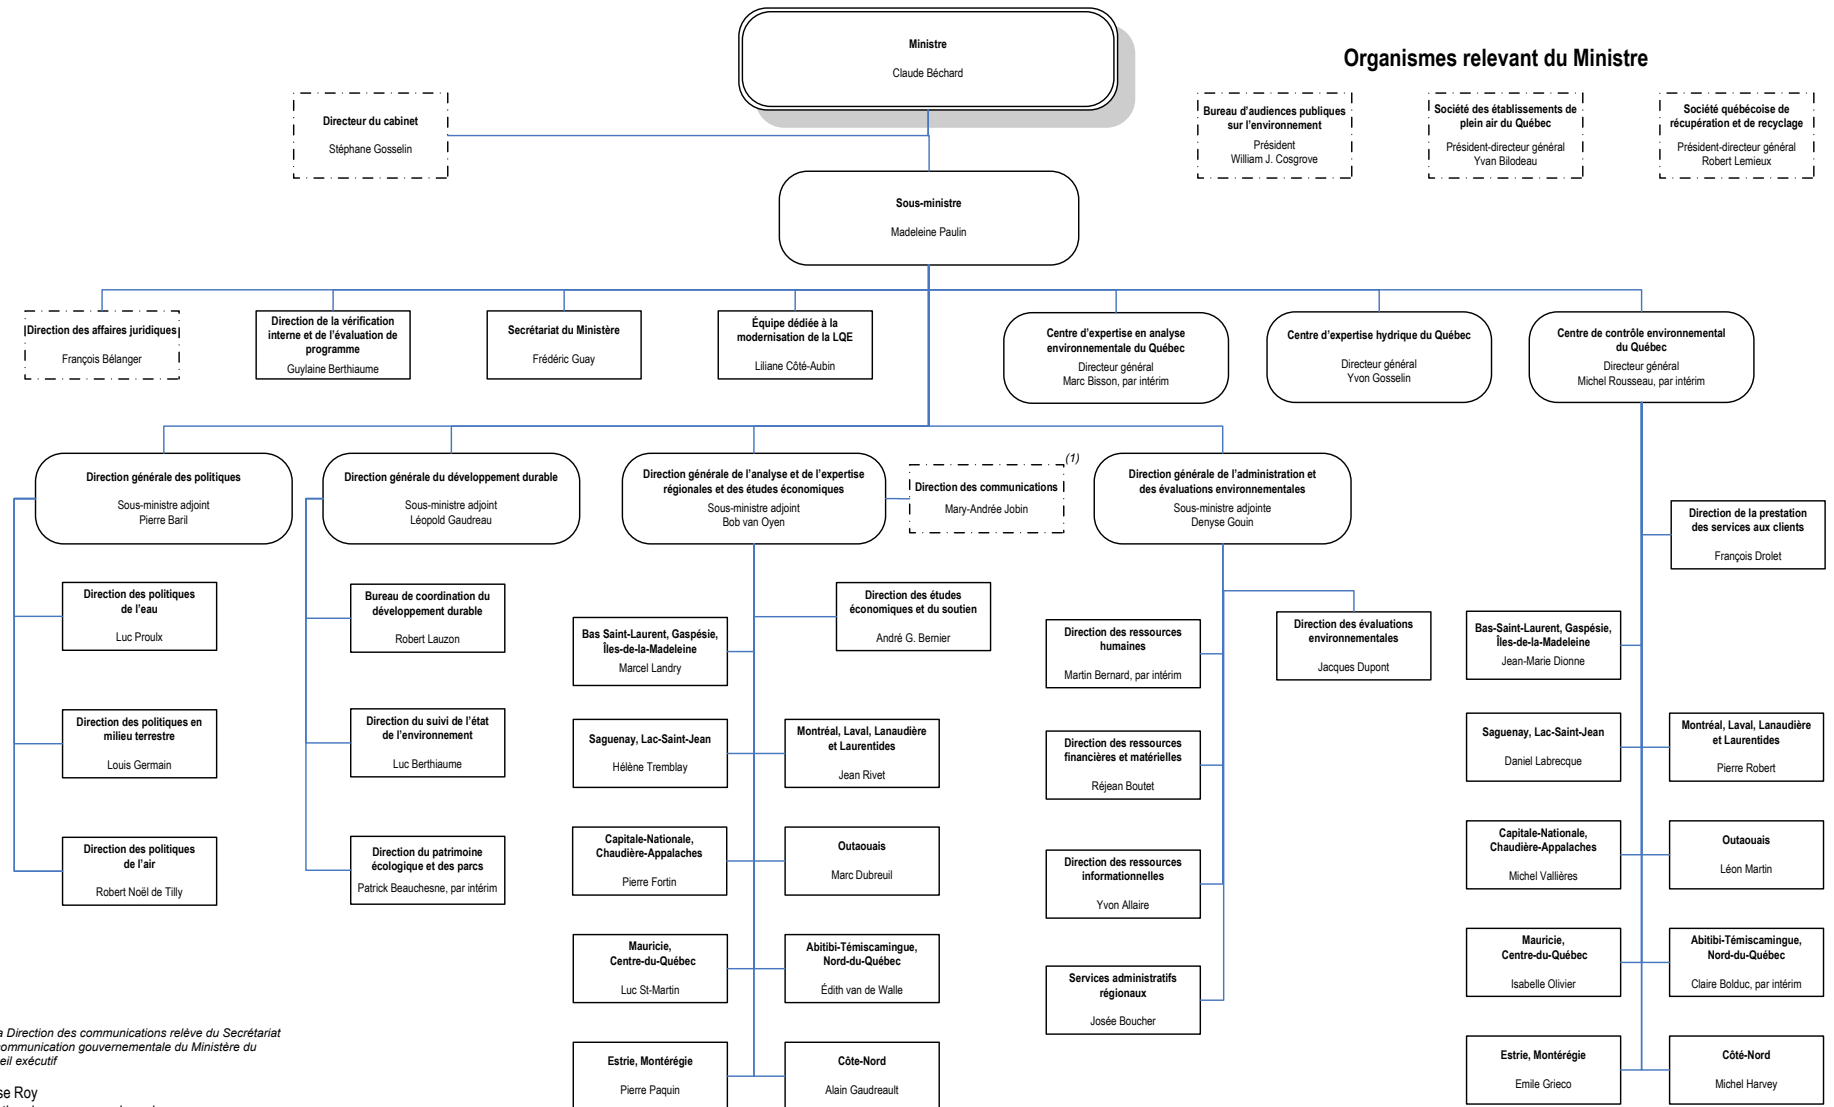 Ministre
Claude Béchard
Organismes relevant du Ministre
Directeur du cabinet
Stéphane Gosselin
Bureau d'audiences publiques
sur l'environnement
Président
William J. Cosgrove
Société des établissements de
plein air du Québec
Président-directeur général
Yvan Bilodeau
Société québécoise de
récupération et de recyclage
Président-directeur général
Robert Lemieux
Sous-ministre
Madeleine Paulin
Direction des affaires juridiques
François Bélanger
Direction de la vérification
interne et de l'évaluation de
programme
Guylaine Berthiaume
Secrétariat du Ministère
Frédéric Guay
Équipe dédiée à la
modernisation de la LQE
Liliane Côté-Aubin
Centre d'expertise en analyse
environnementale du Québec
Directeur général
Marc Bisson, par intérim
Centre d'expertise hydrique du Québec
Directeur général
Yvon Gosselin
Centre de contrôle environnemental
du Québec
Directeur général
Michel Rousseau, par intérim
Direction générale des politiques
Sous-ministre adjoint
Pierre Baril
Direction générale du développement durable
Sous-ministre adjoint
Léopold Gaudreau
Direction générale de l'analyse et de l'expertise
régionales et des études économiques
Sous-ministre adjoint
Bob van Oyen
(1)
Direction des communications
Mary-Andrée Jobin
Direction générale de l'administration et
des évaluations environnementales
Sous-ministre adjointe
Denyse Gouin
Direction de la prestation
des services aux clients
François Drolet
Direction des politiques
de l'eau
Luc Proulx
Direction des politiques en
milieu terrestre
Louis Germain
Direction des politiques
de l'air
Robert Noël de Tilly
Bureau de coordination du
développement durable
Robert Lauzon
Direction du suivi de l'état
de l'environnement
Luc Berthiaume
Direction du patrimoine
écologique et des parcs
Patrick Beauchesne, par intérim
Direction des études
économiques et du soutien
André G. Bernier
Bas Saint-Laurent, Gaspésie,
Îles-de-la-Madeleine
Marcel Landry
Saguenay, Lac-Saint-Jean
Hélène Tremblay
Montréal, Laval, Lanaudière
et Laurentides
Jean Rivet
Capitale-Nationale,
Chaudière-Appalaches
Pierre Fortin
Outaouais
Marc Dubreuil
Mauricie,
Centre-du-Québec
Luc St-Martin
Abitibi-Témiscamingue,
Nord-du-Québec
Édith van de Walle
Estrie, Montérégie
Pierre Paquin
Côte-Nord
Alain Gaudreault
Direction des ressources
humaines
Martin Bernard, par intérim
Direction des évaluations
environnementales
Jacques Dupont
Direction des ressources
financières et matérielles
Réjean Boutet
Direction des ressources
informationnelles
Yvon Allaire
Services administratifs
régionaux
Josée Boucher
Bas-Saint-Laurent, Gaspésie,
Îles-de-la-Madeleine
Jean-Marie Dionne
Saguenay, Lac-Saint-Jean
Daniel Labrecque
Montréal, Laval, Lanaudière
et Laurentides
Pierre Robert
Capitale-Nationale,
Chaudière-Appalaches
Michel Vallières
Outaouais
Léon Martin
Mauricie,
Centre-du-Québec
Isabelle Olivier
Abitibi-Témiscamingue,
Nord-du-Québec
Claire Bolduc, par intérim
Estrie, Montérégie
Emile Grieco
Côté-Nord
Michel Harvey
a Direction des communications relève du Secrétariat
communication gouvernementale du Ministère du
eil exécutif
se Roy